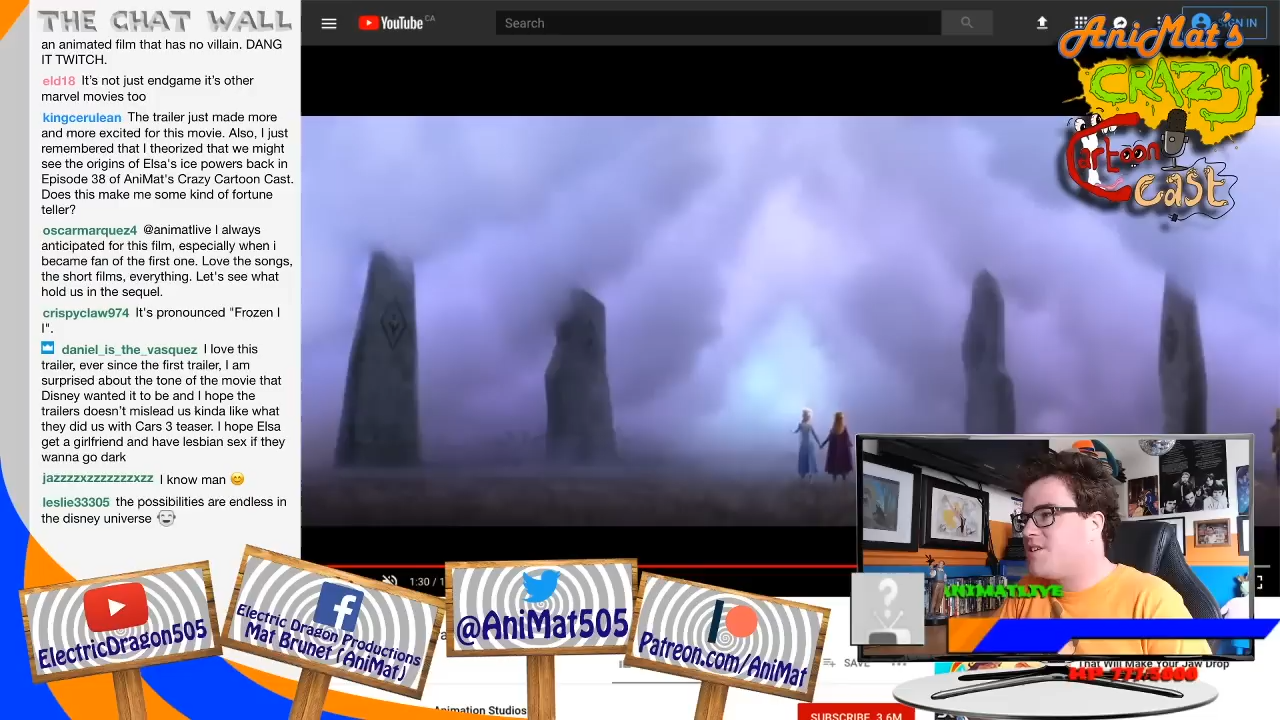 THE CHAT WALL
an animated film that has no villain. DANG
IT TWITCH.
eld18 It's not just endgame it's other
marvel movies too
kingcerulean The trailer just made more
and more excited for this movie. Also, I just
remembered that I theorized that we might
see the origins of Elsa's ice powers back in
Episode 38 of AniMat's Crazy Cartoon Cast.
Does this make me some kind of fortune
teller?
oscarmarquez4 @animatlive I always
anticipated for this film, especially when i
became fan of the first one. Love the songs,
the short films, everything. Let's see what
hold us in the sequel.
crispyclaw974 It's pronounced "Frozen I
I".
daniel_is_the_vasquez I love this
trailer, ever since the first trailer, I am
surprised about the tone of the movie that
Disney wanted it to be and I hope the
trailers doesn't mislead us kinda like what
they did us with Cars 3 teaser. I hope Elsa
get a girlfriend and have lesbian sex if they
wanna go dark
jazzzzxzzzzzzxzz I know man 😊
leslie33305 the possibilities are endless in
the disney universe
YouTube CA
Search
SIGN IN
AniMat's
CRAZY
Cartoon
Cast
1:30 / 1
ElectricDragon505
Electric Dragon Productions
Mat Brunet (AniMat)
@AniMat505
Patreon.com/AniMat
ANIMATLIVE
SAVE
That Will Make Your Jaw Drop
HP 7775000
Animation Studios
SUBSCRIBE 3.6M